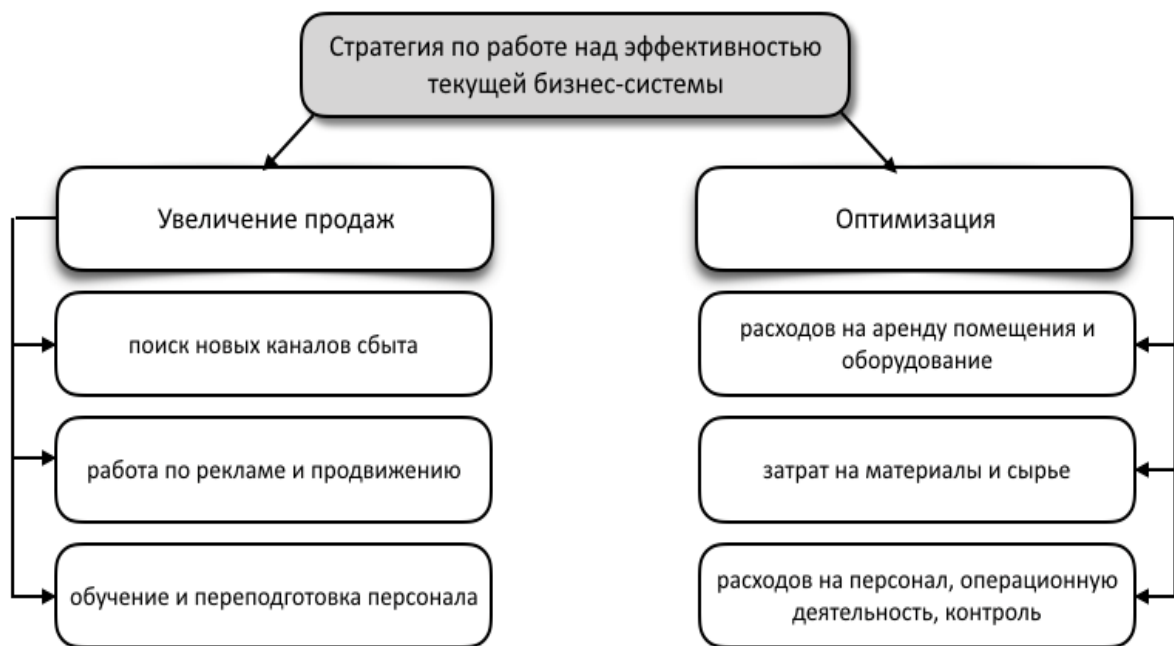 Стратегия по работе над эффективностью
текущей бизнес-системы
Увеличение продаж
поиск новых каналов сбыта
работа по рекламе и продвижению
обучение и переподготовка персонала
Оптимизация
расходов на аренду помещения и
оборудование
затрат на материалы и сырье
расходов на персонал, операционную
деятельность, контроль